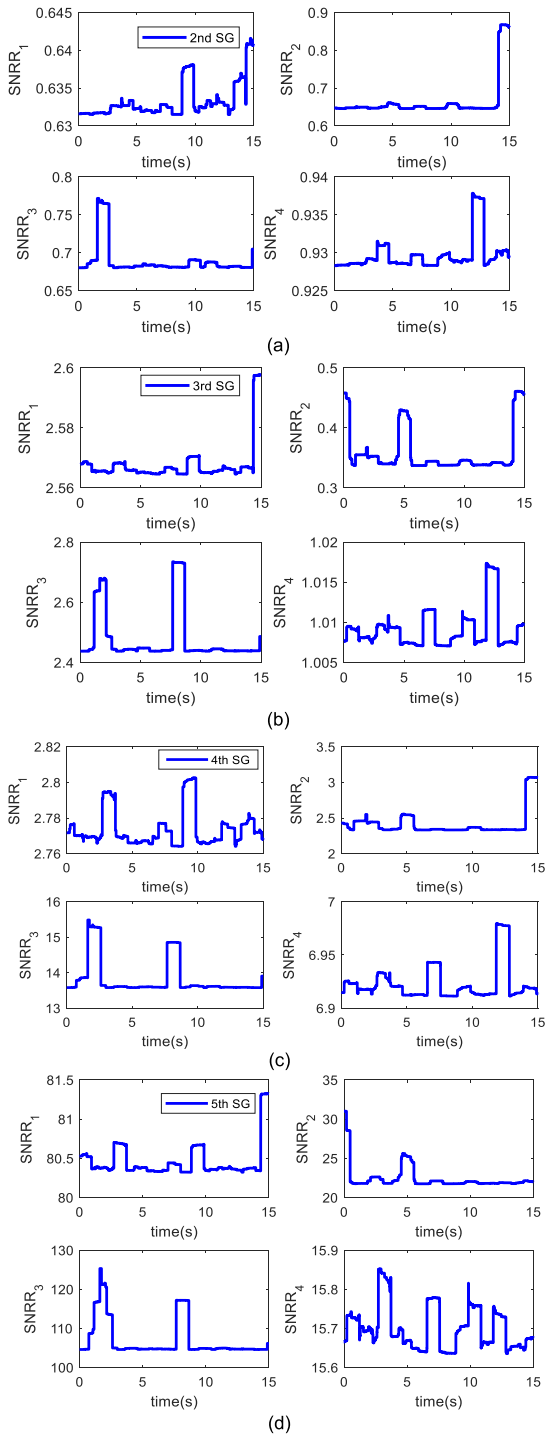 0.645
0.64
0.635
0.63
SNRR1
2nd SG
0 5 10 15
time(s)
0.9
0.8
0.7
0.6
SNRR2
0 5 10 15
time(s)
0.8
0.75
0.7
0.65
SNRR3
0 5 10 15
time(s)
0.94
0.935
0.93
0.925
SNRR4
0 5 10 15
time(s)
(a)
2.6
2.58
2.56
SNRR1
3rd SG
0 5 10 15
time(s)
0.5
0.4
0.3
SNRR2
0 5 10 15
time(s)
2.8
2.6
2.4
SNRR3
0 5 10 15
time(s)
1.02
1.015
1.01
1.005
SNRR4
0 5 10 15
time(s)
(b)
2.82
2.8
2.78
2.76
SNRR1
4th SG
0 5 10 15
time(s)
3.5
3
2.5
2
SNRR2
0 5 10 15
time(s)
16
15
14
13
SNRR3
0 5 10 15
time(s)
7
6.95
6.9
SNRR4
0 5 10 15
time(s)
(c)
81.5
81
80.5
80
SNRR1
5th SG
0 5 10 15
time(s)
35
30
25
20
SNRR2
0 5 10 15
time(s)
130
120
110
100
SNRR3
0 5 10 15
time(s)
15.9
15.8
15.7
15.6
SNRR4
0 5 10 15
time(s)
(d)